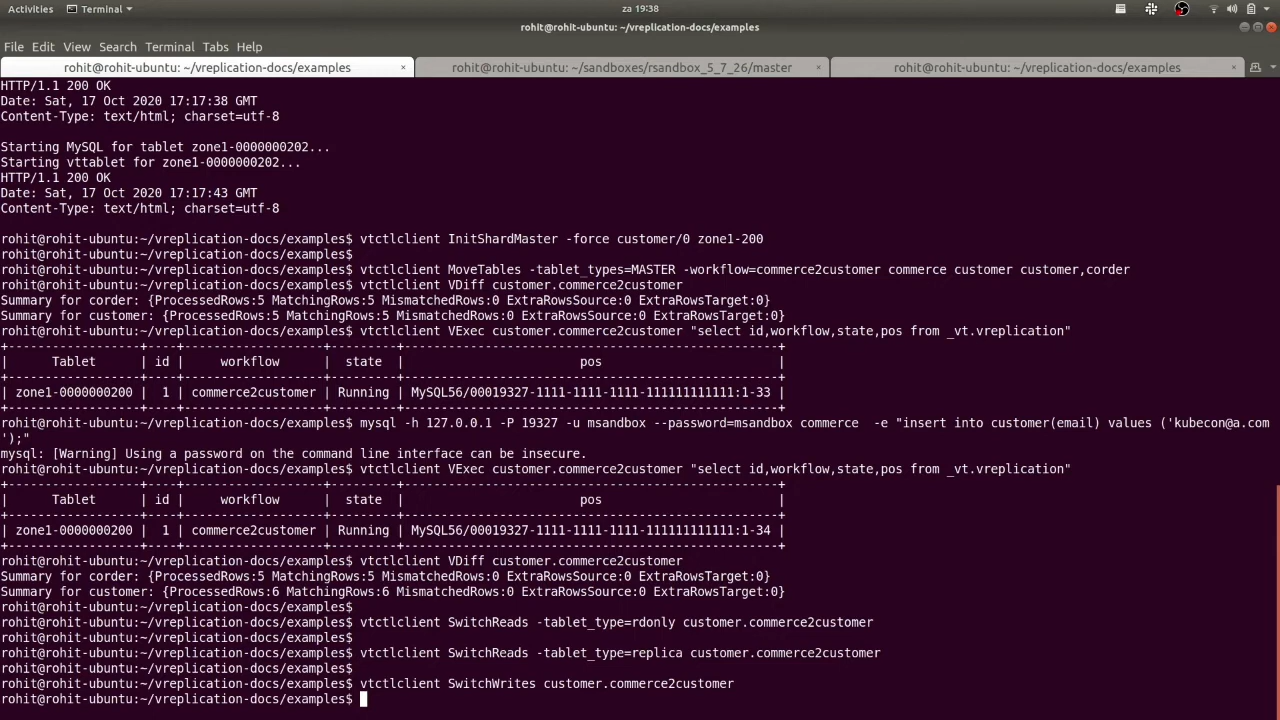 Activities Terminal za 19:38
rohit@rohit-ubuntu: ~/vreplication-docs/examples
File Edit View Search Terminal Tabs Help
rohit@rohit-ubuntu: ~/vreplication-docs/examples × rohit@rohit-ubuntu: ~/sandboxes/rsandbox_5_7_26/master × rohit@rohit-ubuntu: ~/vreplication-docs/examples ×
HTTP/1.1 200 OK
Date: Sat, 17 Oct 2020 17:17:38 GMT
Content-Type: text/html; charset=utf-8
Starting MySQL for tablet zone1-0000000202...
Starting vttablet for zone1-0000000202...
HTTP/1.1 200 OK
Date: Sat, 17 Oct 2020 17:17:43 GMT
Content-Type: text/html; charset=utf-8
rohit@rohit-ubuntu:~/vreplication-docs/examples$ vtctlclient InitShardMaster -force customer/0 zone1-200
rohit@rohit-ubuntu:~/vreplication-docs/examples$
rohit@rohit-ubuntu:~/vreplication-docs/examples$ vtctlclient MoveTables -tablet_types=MASTER -workflow=commerce2customer commerce customer customer,corder
rohit@rohit-ubuntu:~/vreplication-docs/examples$ vtctlclient VDiff customer.commerce2customer
Summary for corder: {ProcessedRows:5 MatchingRows:5 MismatchedRows:0 ExtraRowsSource:0 ExtraRowsTarget:0}
Summary for customer: {ProcessedRows:5 MatchingRows:5 MismatchedRows:0 ExtraRowsSource:0 ExtraRowsTarget:0}
rohit@rohit-ubuntu:~/vreplication-docs/examples$ vtctlclient VExec customer.commerce2customer "select id,workflow,state,pos from _vt.vreplication"
+-----------------+----+-------------------+---------+------------------------------------------------+
| Tablet | id | workflow | state | pos |
+-----------------+----+-------------------+---------+------------------------------------------------+
| zone1-0000000200 | 1 | commerce2customer | Running | MySQL56/00019327-1111-1111-1111-111111111111:1-33 |
+-----------------+----+-------------------+---------+------------------------------------------------+
rohit@rohit-ubuntu:~/vreplication-docs/examples$ mysql -h 127.0.0.1 -P 19327 -u msandbox --password=msandbox commerce  -e "insert into customer(email) values ('kubecon@a.com
');"
mysql: [Warning] Using a password on the command line interface can be insecure.
rohit@rohit-ubuntu:~/vreplication-docs/examples$ vtctlclient VExec customer.commerce2customer "select id,workflow,state,pos from _vt.vreplication"
+-----------------+----+-------------------+---------+------------------------------------------------+
| Tablet | id | workflow | state | pos |
+-----------------+----+-------------------+---------+------------------------------------------------+
| zone1-0000000200 | 1 | commerce2customer | Running | MySQL56/00019327-1111-1111-1111-111111111111:1-34 |
+-----------------+----+-------------------+---------+------------------------------------------------+
rohit@rohit-ubuntu:~/vreplication-docs/examples$ vtctlclient VDiff customer.commerce2customer
Summary for corder: {ProcessedRows:5 MatchingRows:5 MismatchedRows:0 ExtraRowsSource:0 ExtraRowsTarget:0}
Summary for customer: {ProcessedRows:6 MatchingRows:6 MismatchedRows:0 ExtraRowsSource:0 ExtraRowsTarget:0}
rohit@rohit-ubuntu:~/vreplication-docs/examples$
rohit@rohit-ubuntu:~/vreplication-docs/examples$ vtctlclient SwitchReads -tablet_type=rdonly customer.commerce2customer
rohit@rohit-ubuntu:~/vreplication-docs/examples$
rohit@rohit-ubuntu:~/vreplication-docs/examples$ vtctlclient SwitchReads -tablet_type=replica customer.commerce2customer
rohit@rohit-ubuntu:~/vreplication-docs/examples$
rohit@rohit-ubuntu:~/vreplication-docs/examples$ vtctlclient SwitchWrites customer.commerce2customer
rohit@rohit-ubuntu:~/vreplication-docs/examples$